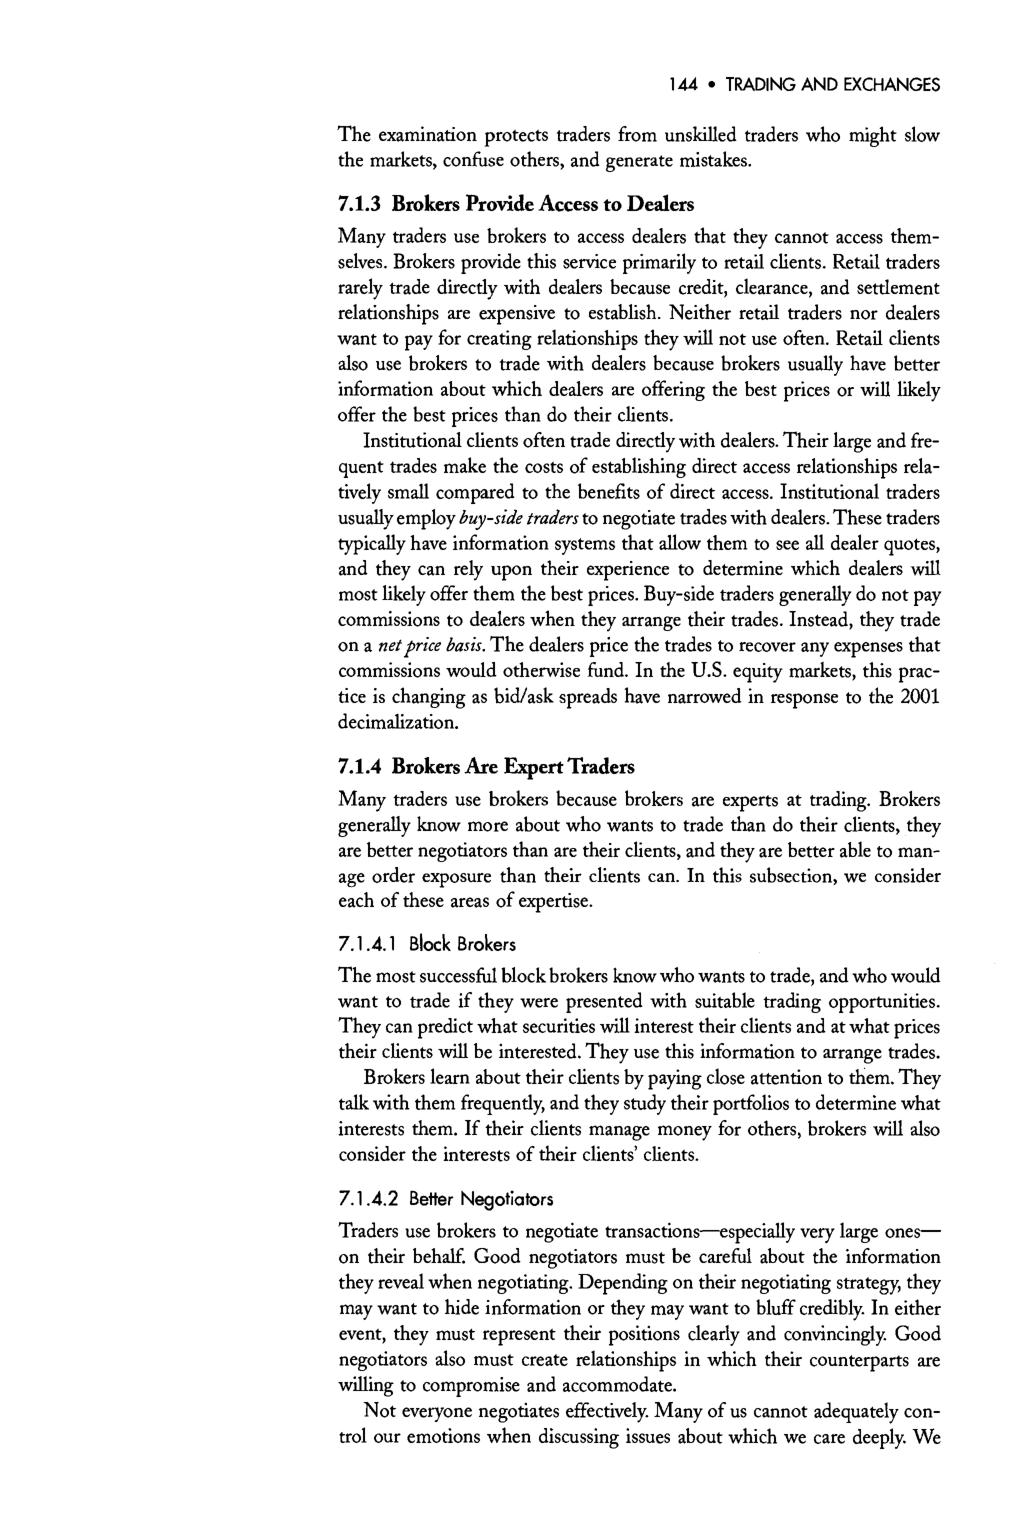 144 • TRADING AND EXCHANGES
The examination protects traders from unskilled traders who might slow
the markets, confuse others, and generate mistakes.
7.1.3 Brokers Provide Access to Dealers
Many traders use brokers to access dealers that they cannot access them-
selves. Brokers provide this service primarily to retail clients. Retail traders
rarely trade directly with dealers because credit, clearance, and settlement
relationships are expensive to establish. Neither retail traders nor dealers
want to pay for creating relationships they will not use often. Retail clients
also use brokers to trade with dealers because brokers usually have better
information about which dealers are offering the best prices or will likely
offer the best prices than do their clients.
Institutional clients often trade directly with dealers. Their large and fre-
quent trades make the costs of establishing direct access relationships rela-
tively small compared to the benefits of direct access. Institutional traders
usually employ buy-side traders to negotiate trades with dealers. These traders
typically have information systems that allow them to see all dealer quotes,
and they can rely upon their experience to determine which dealers will
most likely offer them the best prices. Buy-side traders generally do not pay
commissions to dealers when they arrange their trades. Instead, they trade
on a net price basis. The dealers price the trades to recover any expenses that
commissions would otherwise fund. In the U.S. equity markets, this prac-
tice is changing as bid/ask spreads have narrowed in response to the 2001
decimalization.
7.1.4 Brokers Are Expert Traders
Many traders use brokers because brokers are experts at trading. Brokers
generally know more about who wants to trade than do their clients, they
are better negotiators than are their clients, and they are better able to man-
age order exposure than their clients can. In this subsection, we consider
each of these areas of expertise.
7.1.4.1 Block Brokers
The most successful block brokers know who wants to trade, and who would
want to trade if they were presented with suitable trading opportunities.
They can predict what securities will interest their clients and at what prices
their clients will be interested. They use this information to arrange trades.
Brokers learn about their clients by paying close attention to them. They
talk with them frequently, and they study their portfolios to determine what
interests them. If their clients manage money for others, brokers will also
consider the interests of their clients' clients.
7.1.4.2 Better Negotiators
Traders use brokers to negotiate transactions—especially very large ones—
on their behalf. Good negotiators must be careful about the information
they reveal when negotiating. Depending on their negotiating strategy, they
may want to hide information or they may want to bluff credibly. In either
event, they must represent their positions clearly and convincingly. Good
negotiators also must create relationships in which their counterparts are
willing to compromise and accommodate.
Not everyone negotiates effectively. Many of us cannot adequately con-
trol our emotions when discussing issues about which we care deeply. We